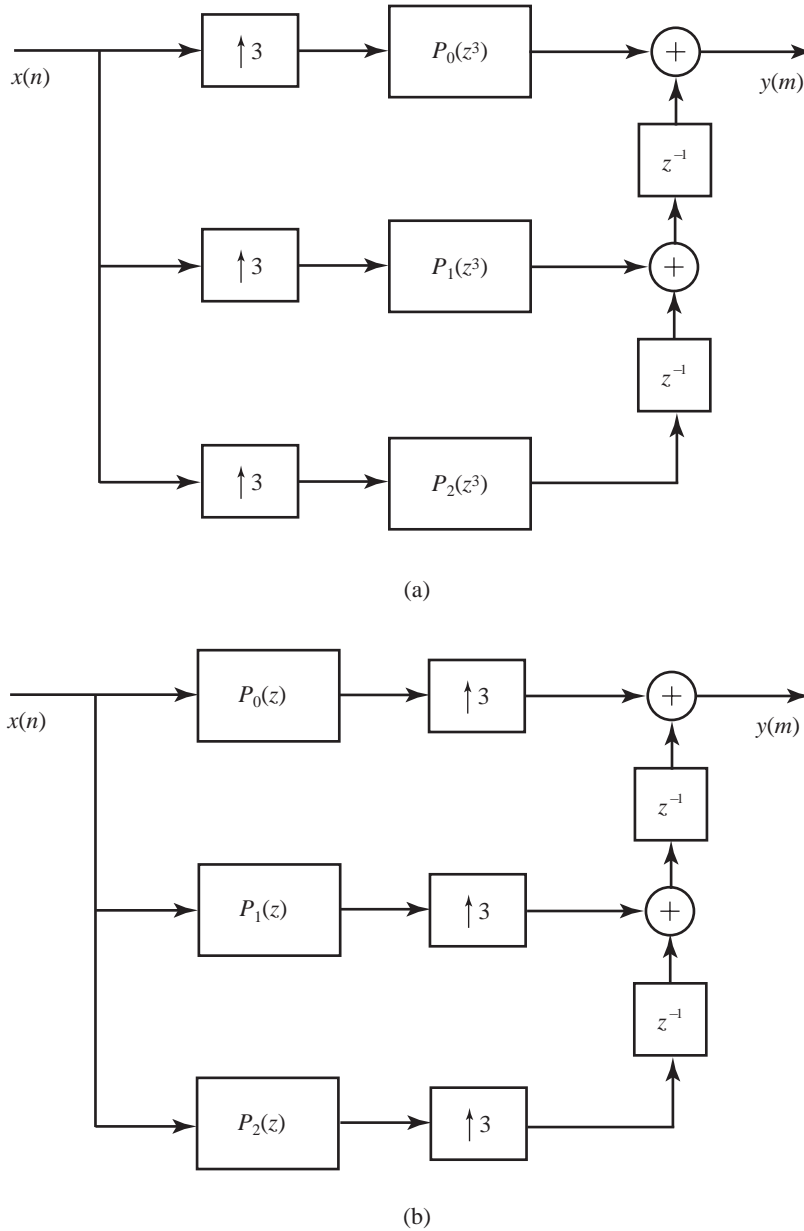 ↑3
P₀(z³)
+
x(n)
y(m)
z⁻¹
↑3
P₁(z³)
+
z⁻¹
↑3
P₂(z³)
(a)
P₀(z)
↑3
+
x(n)
y(m)
z⁻¹
P₁(z)
↑3
+
z⁻¹
P₂(z)
↑3
(b)